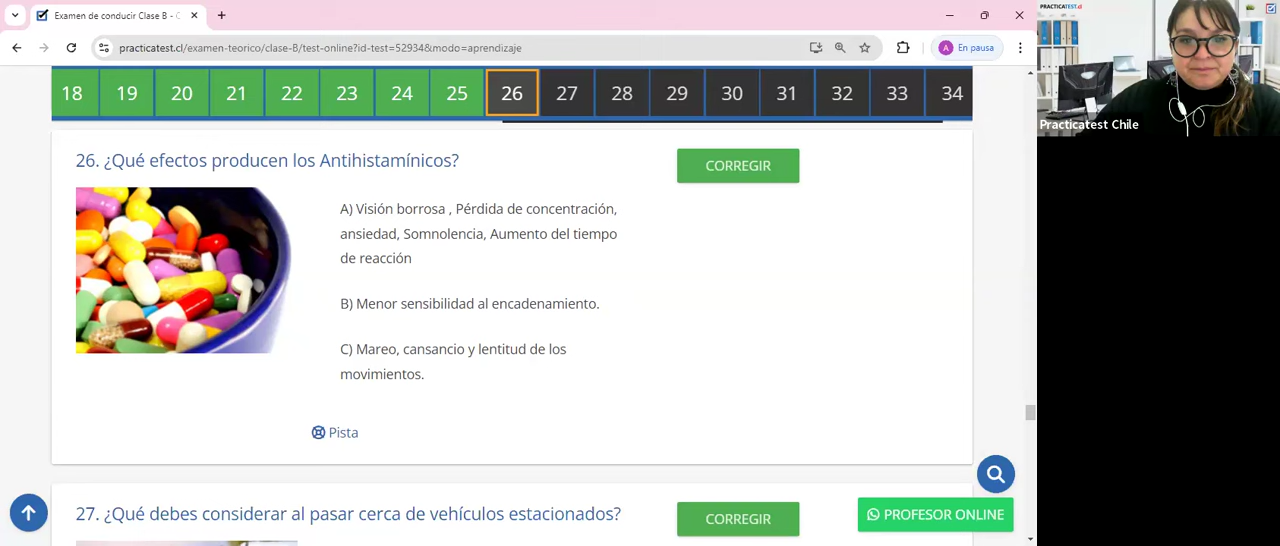 Examen de conducir Clase B - C
practicatest.cl/examen-teorico/clase-B/test-online?id-test=52934&modo=aprendizaje
A En pausa
PRACTICATEST.cl
Practicatest Chile
18 19 20 21 22 23 24 25 26 27 28 29 30 31 32 33 34
26. ¿Qué efectos producen los Antihistamínicos?
CORREGIR
A) Visión borrosa , Pérdida de concentración,
ansiedad, Somnolencia, Aumento del tiempo
de reacción
B) Menor sensibilidad al encadenamiento.
C) Mareo, cansancio y lentitud de los
movimientos.
Pista
27. ¿Qué debes considerar al pasar cerca de vehículos estacionados?
CORREGIR
PROFESOR ONLINE